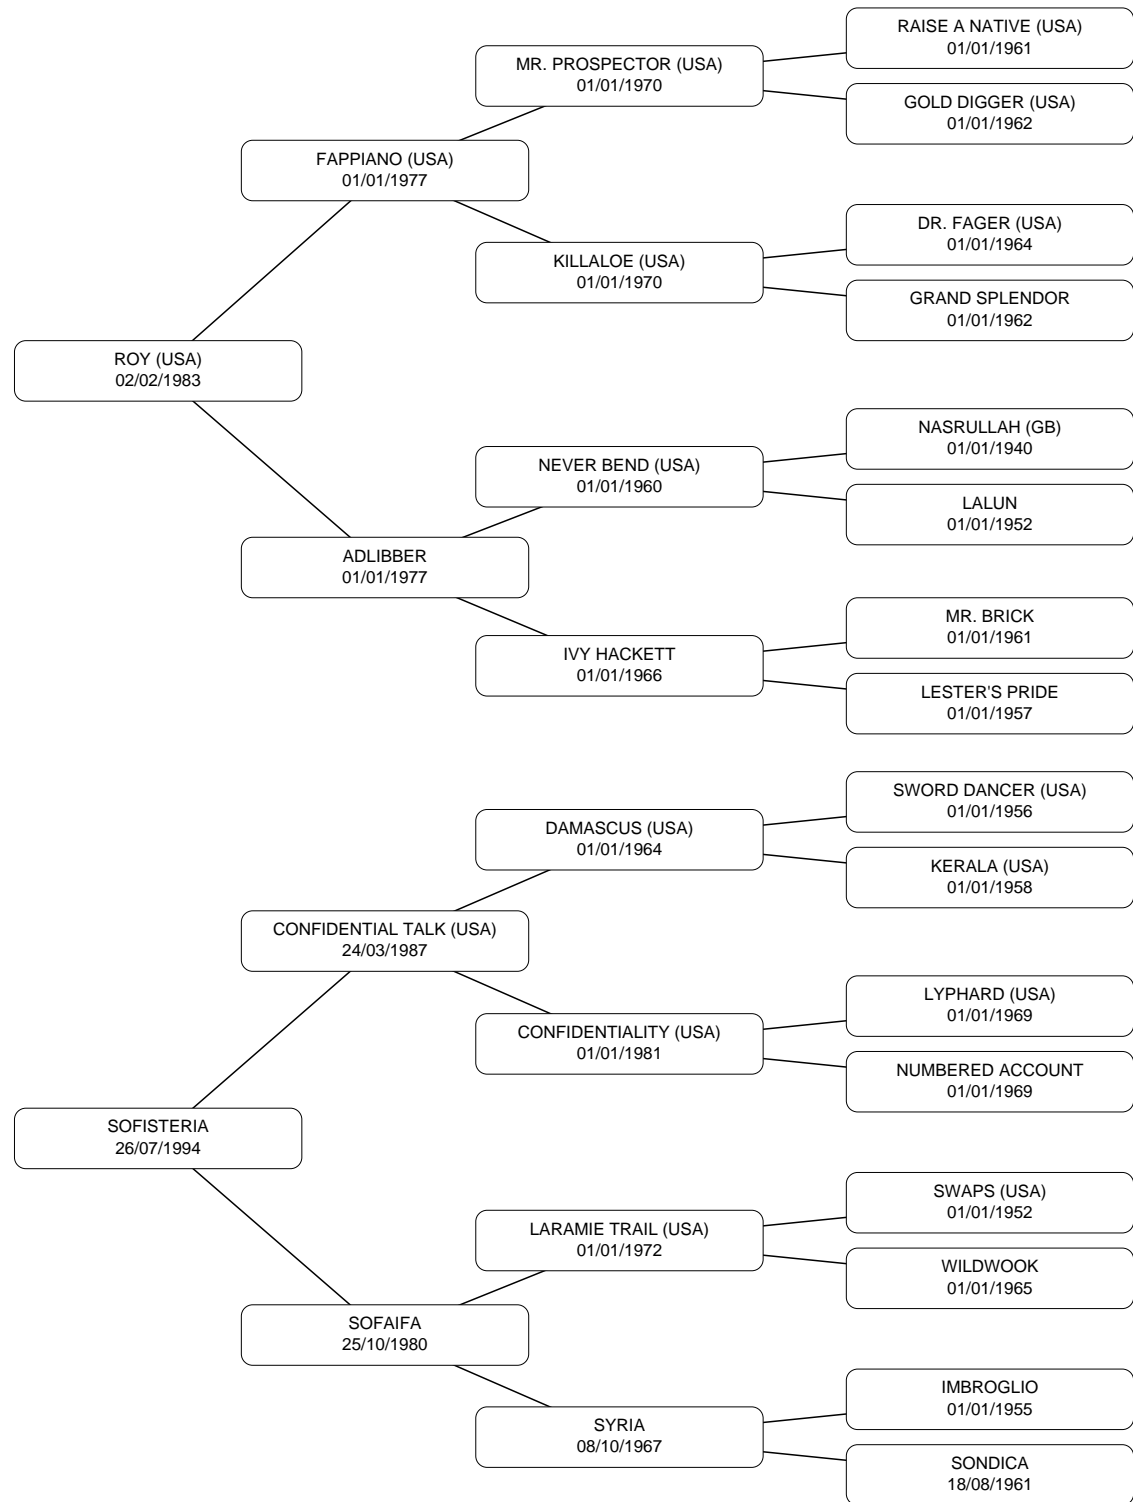 RAISE A NATIVE (USA)
01/01/1961
MR. PROSPECTOR (USA)
01/01/1970
GOLD DIGGER (USA)
01/01/1962
FAPPIANO (USA)
01/01/1977
DR. FAGER (USA)
01/01/1964
KILLALOE (USA)
01/01/1970
GRAND SPLENDOR
01/01/1962
ROY (USA)
02/02/1983
NASRULLAH (GB)
01/01/1940
NEVER BEND (USA)
01/01/1960
LALUN
01/01/1952
ADLIBBER
01/01/1977
MR. BRICK
01/01/1961
IVY HACKETT
01/01/1966
LESTER'S PRIDE
01/01/1957
SWORD DANCER (USA)
01/01/1956
DAMASCUS (USA)
01/01/1964
KERALA (USA)
01/01/1958
CONFIDENTIAL TALK (USA)
24/03/1987
LYPHARD (USA)
01/01/1969
CONFIDENTIALITY (USA)
01/01/1981
NUMBERED ACCOUNT
01/01/1969
SOFISTERIA
26/07/1994
SWAPS (USA)
01/01/1952
LARAMIE TRAIL (USA)
01/01/1972
WILDWOOK
01/01/1965
SOFAIFA
25/10/1980
IMBROGLIO
01/01/1955
SYRIA
08/10/1967
SONDICA
18/08/1961